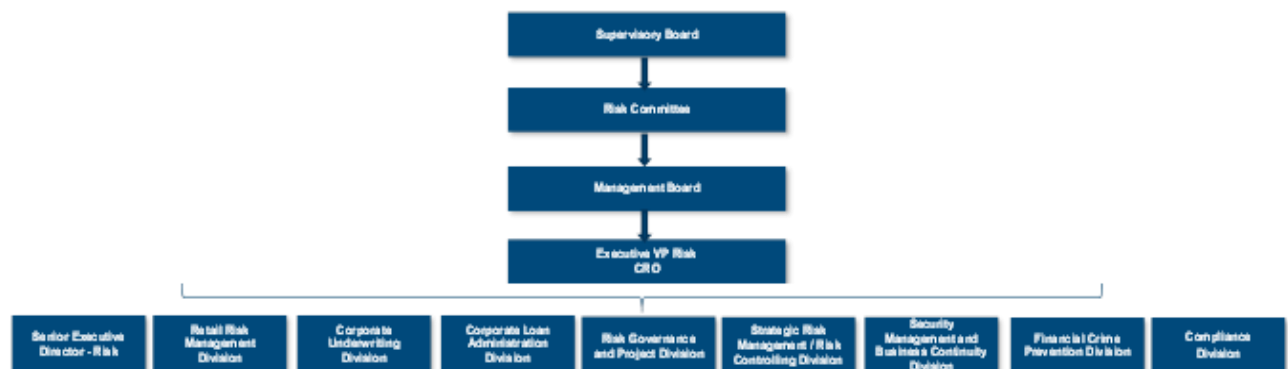 Supervisory Board
Risk Committee
Management Board
Executive VP Risk
CRO
Senior Executive
Director - Risk
Retail Risk
Management
Division
Corporate
Underwriting
Division
Corporate Loan
Administration
Division
Risk Governance
and Project Division
Strategic Risk
Management / Risk
Controlling Division
Security
Management and
Business Continuity
Division
Financial Crime
Prevention Division
Compliance
Division